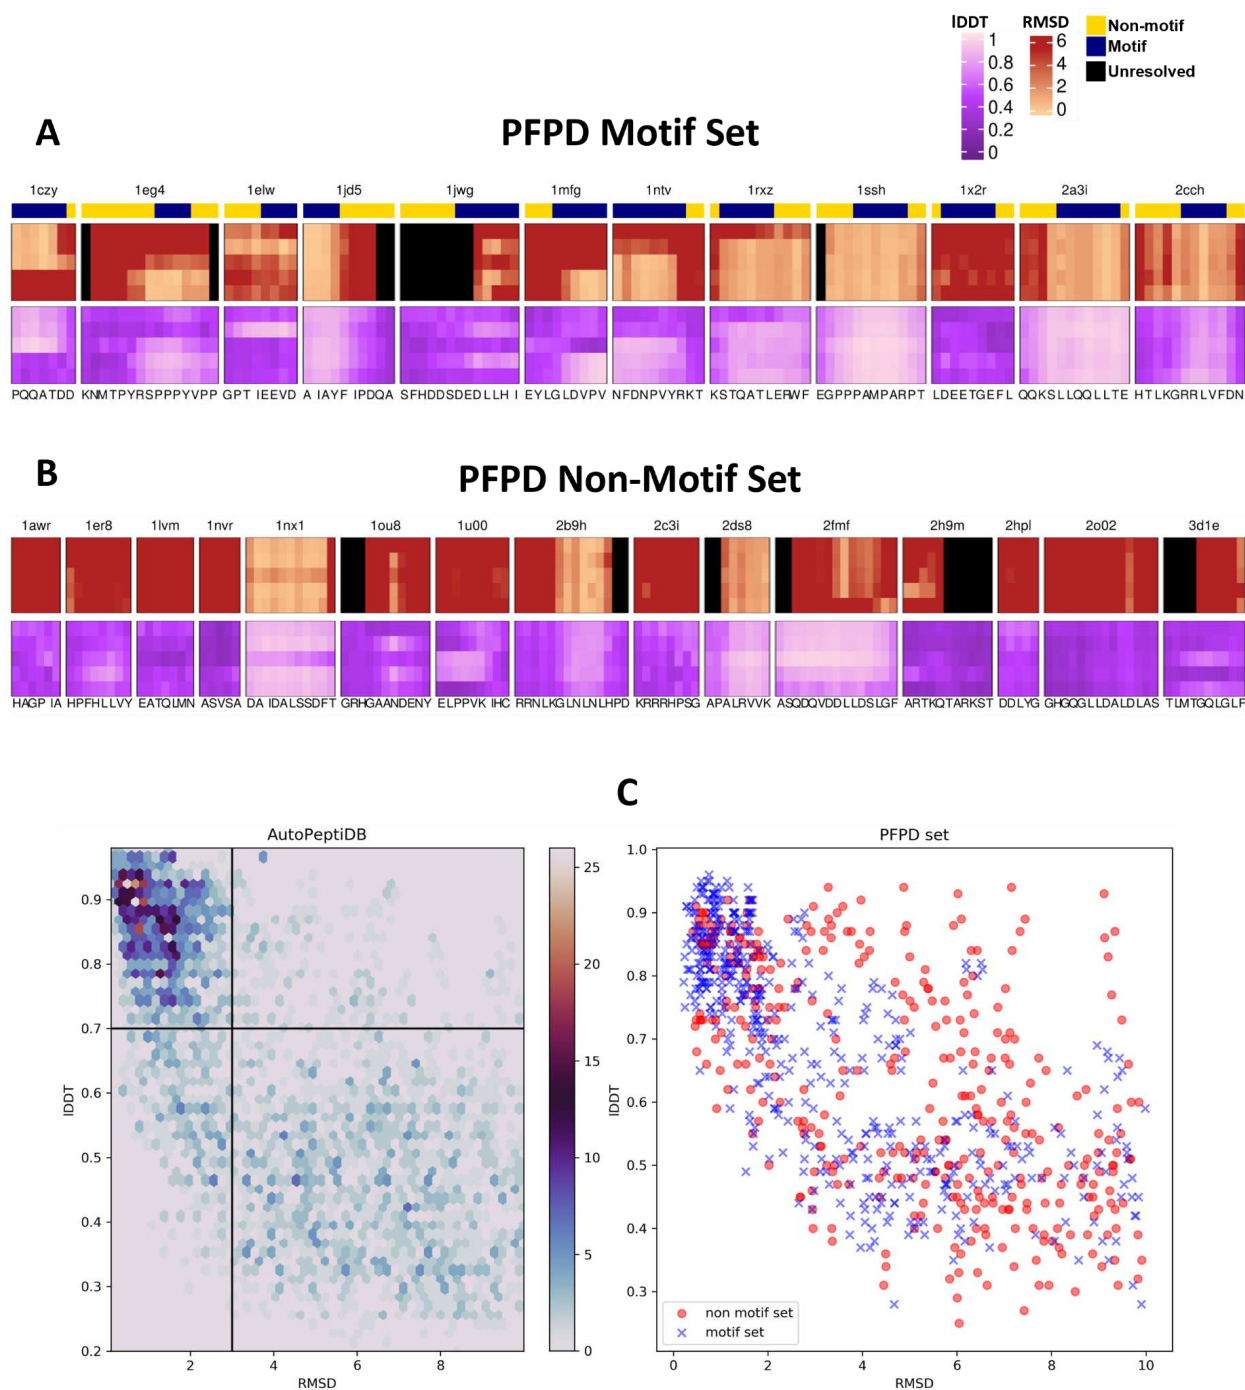 lDDT
1
0.8
0.6
0.4
0.2
0
RMSD
6
4
2
0
Non-motif
Motif
Unresolved
A
PFPD Motif Set
1czy 1eg4 1elw 1jd5 1jwg 1mfg 1ntv 1rxz 1ssh 1x2r 2a3i 2cch
PQQATDD KNMTPYRSPPPYVPP GPT IEEVD A IAYF IPDQA SFHDDSDEDLLH I EYLGLDVPV NFDNPVYRKT KSTQATLERWF EGPPPAMPARPT LDEETGEFL QQKSLLQQLLTE HTLKGRRLVFDN
B
PFPD Non-Motif Set
1awr 1er8 1lvm 1nvr 1nx1 1ou8 1u00 2b9h 2c3i 2ds8 2fmf 2h9m 2hpl 2o02 3d1e
HAGP IA HPFHLLVY EATQLMN ASVSA DA IDALSSDFT GRHGAANDENY ELPPVK IHC RRNLKGLNLNLHPD KRRRHPSG APALRVVK ASQDQVDDLLDSLGF ARTKQTARKST DDLYG GHGQGLLDALDLAS TLMTGQLGLF
C
AutoPeptiDB
0.9
0.8
0.7
0.6
0.5
0.4
0.3
0.2
lDDT
2 4 6 8
RMSD
25
20
15
10
5
0
PFPD set
1.0
0.9
0.8
0.7
0.6
0.5
0.4
0.3
lDDT
non motif set
motif set
0 2 4 6 8 10
RMSD